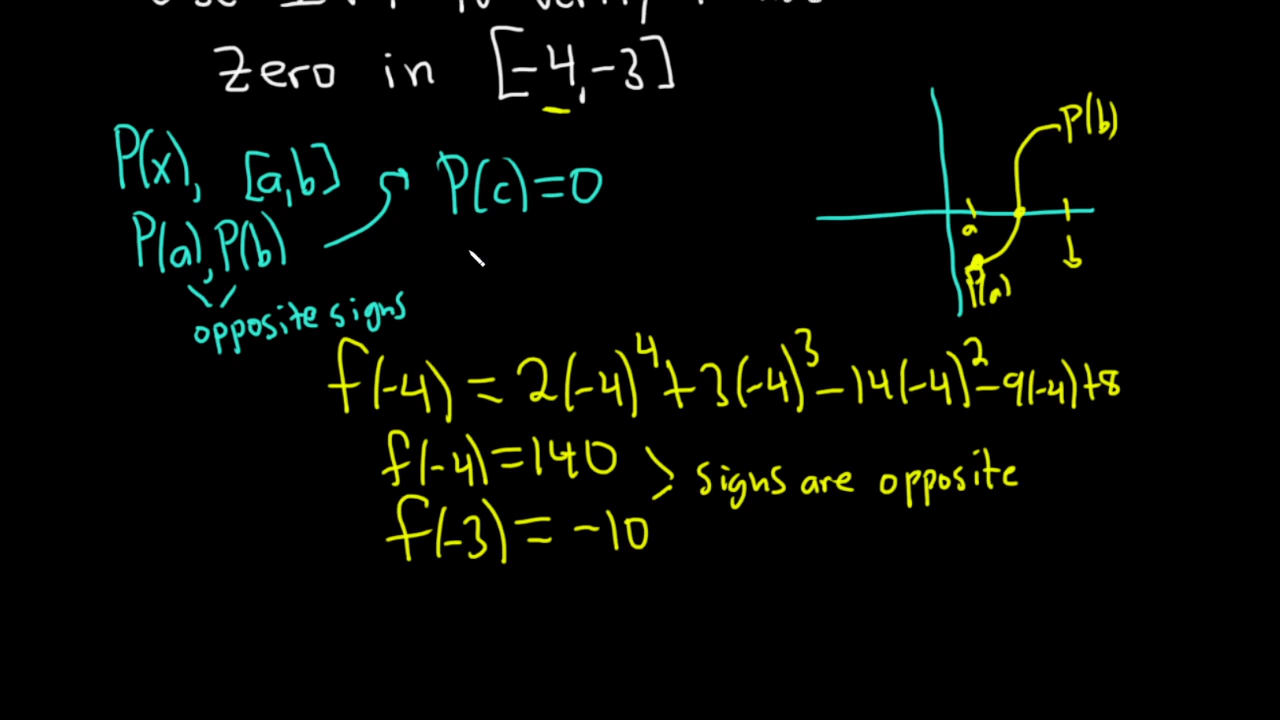 zero in [-4,-3]
P(x), [a,b]
P(c)=0
P(a), P(b)
opposite signs
P(b)
a
b
P(a)
f(-4) = 2(-4)^4+3(-4)^3-14(-4)^2-9(-4)+8
f(-4)=140
signs are opposite
f(-3) = -10